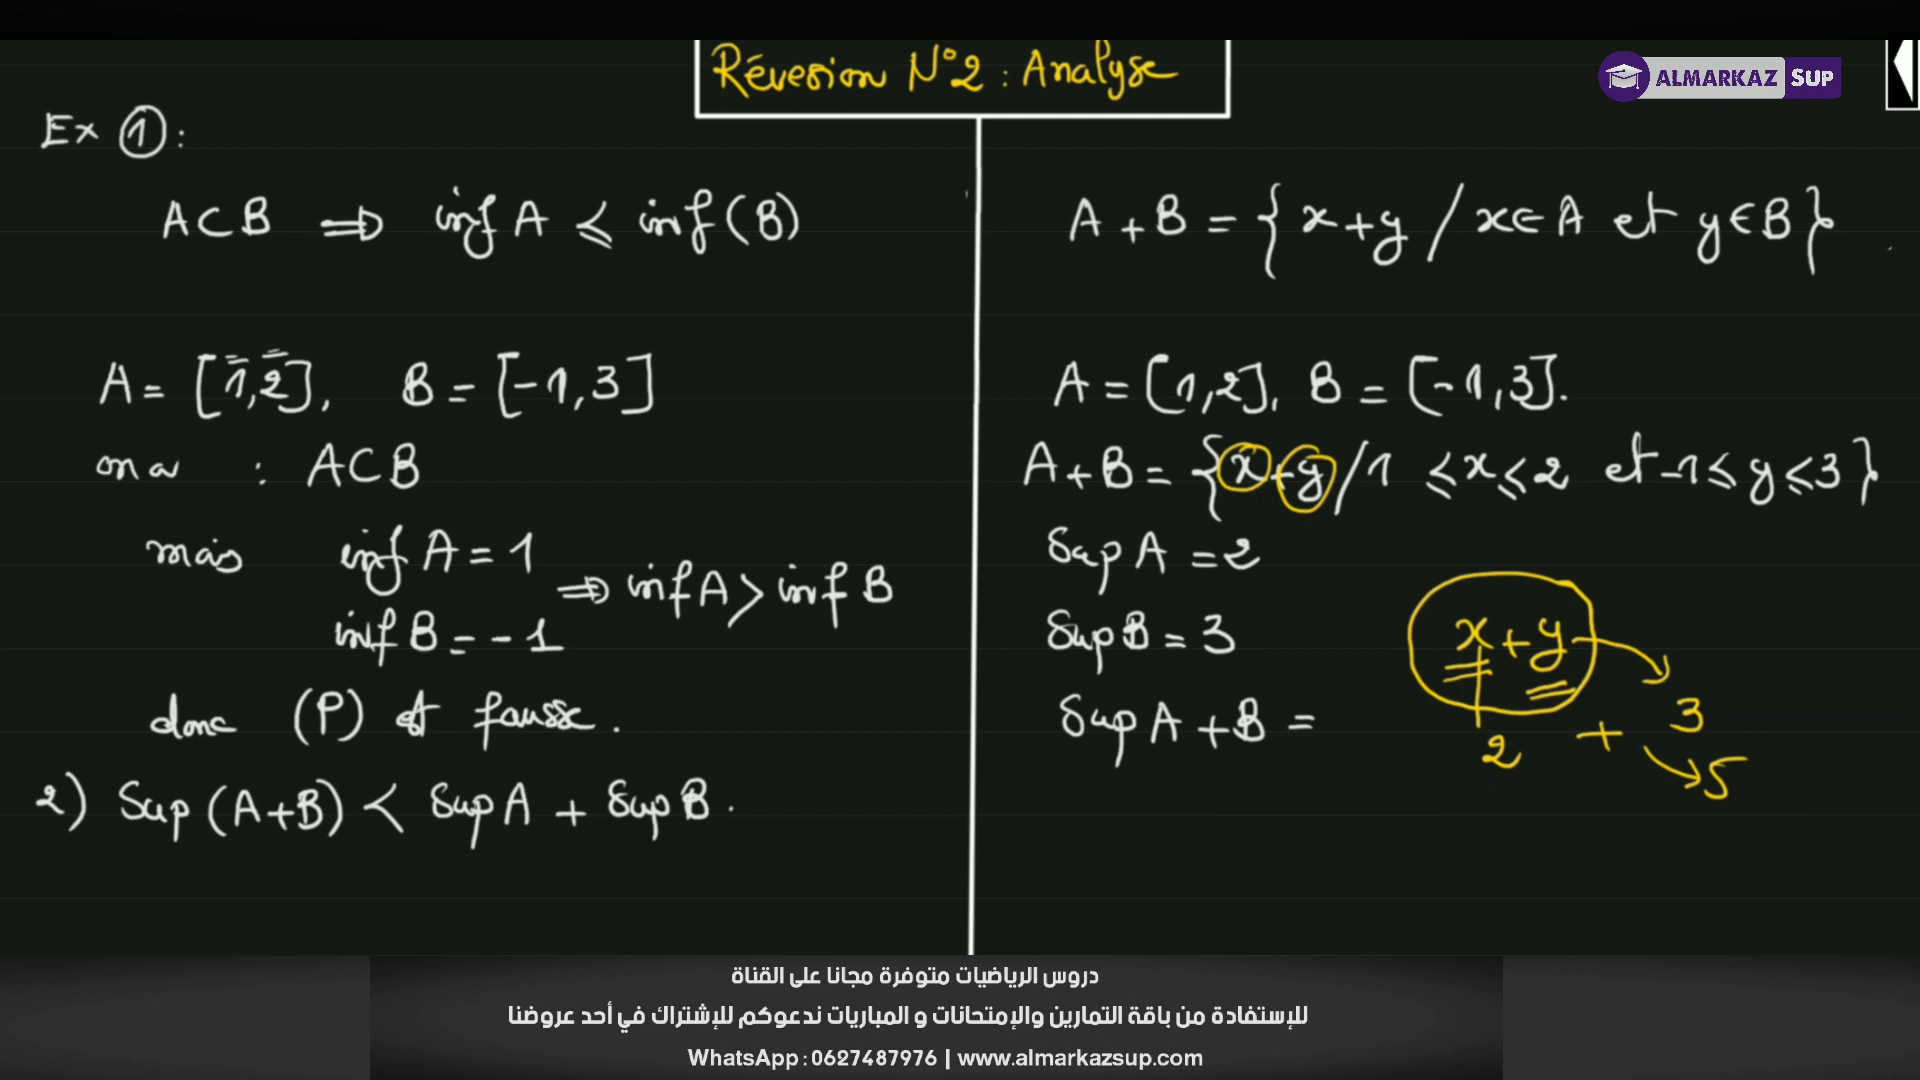 Révesion N°2 : Analyse
ALMARKAZ SUP
Ex ① :
A⊂B ⇒ inf A ⩽ inf(B)
A = [1,2], B = [-1,3]
on a : A⊂B
mais inf A = 1
inf B = -1
⇒ inf A > inf B
donc (P) est fausse.
2) Sup (A+B) < Sup A + Sup B.
A + B = { x+y / x∈A et y∈B }
A = [1,2], B = [-1,3].
A+B = { x+y / 1 ⩽ x ⩽ 2 et -1 ⩽ y ⩽ 3 }
Sup A = 2
Sup B = 3
Sup A+B =
x+y
2 + 3
5
دروس الرياضيات متوفرة مجانا على القناة
للإستفادة من باقة التمارين والإمتحانات و المباريات ندعوكم للإشتراك في أحد عروضنا
WhatsApp : 0627487976 | www.almarkazsup.com